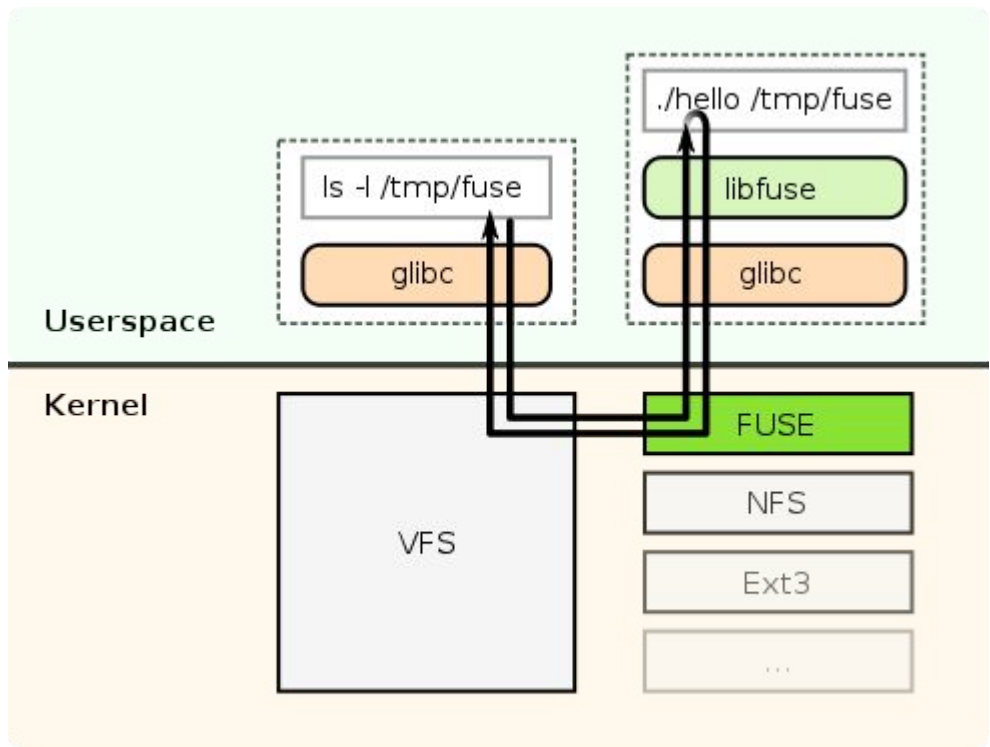 ./hello /tmp/fuse
ls -l /tmp/fuse
libfuse
glibc
glibc
Userspace
Kernel
FUSE
NFS
VFS
Ext3
...